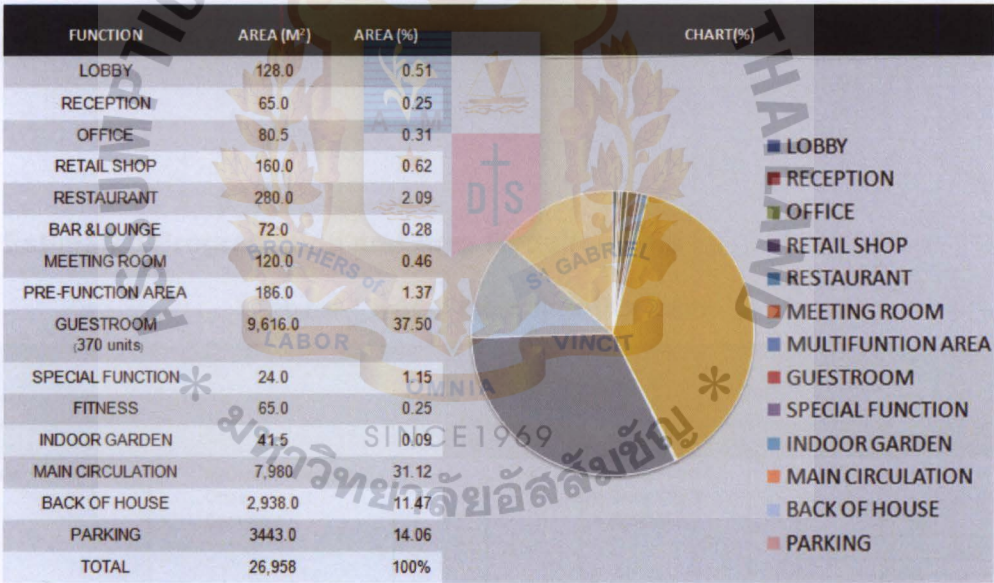 FUNCTION AREA (M²) AREA (%) CHART(%)
LOBBY 128.0 0.51
RECEPTION 65.0 0.25
OFFICE 80.5 0.31
RETAIL SHOP 160.0 0.62
RESTAURANT 280.0 2.09
BAR &LOUNGE 72.0 0.28
MEETING ROOM 120.0 0.46
PRE-FUNCTION AREA 186.0 1.37
GUESTROOM 9,616.0 37.50
(370 units)
SPECIAL FUNCTION 24.0 1.15
FITNESS 65.0 0.25
INDOOR GARDEN 41.5 0.09
MAIN CIRCULATION 7,980 31.12
BACK OF HOUSE 2,938.0 11.47
PARKING 3443.0 14.06
TOTAL 26,958 100%
LOBBY
RECEPTION
OFFICE
RETAIL SHOP
RESTAURANT
MEETING ROOM
MULTIFUNTION AREA
GUESTROOM
SPECIAL FUNCTION
INDOOR GARDEN
MAIN CIRCULATION
BACK OF HOUSE
PARKING
THAILAND
A M
D S
BROTHERS of St GABRIEL
LABOR VINCIT
OMNIA
SINCE1969
* มหาวิทยาลัยอัสสัมชัญ *